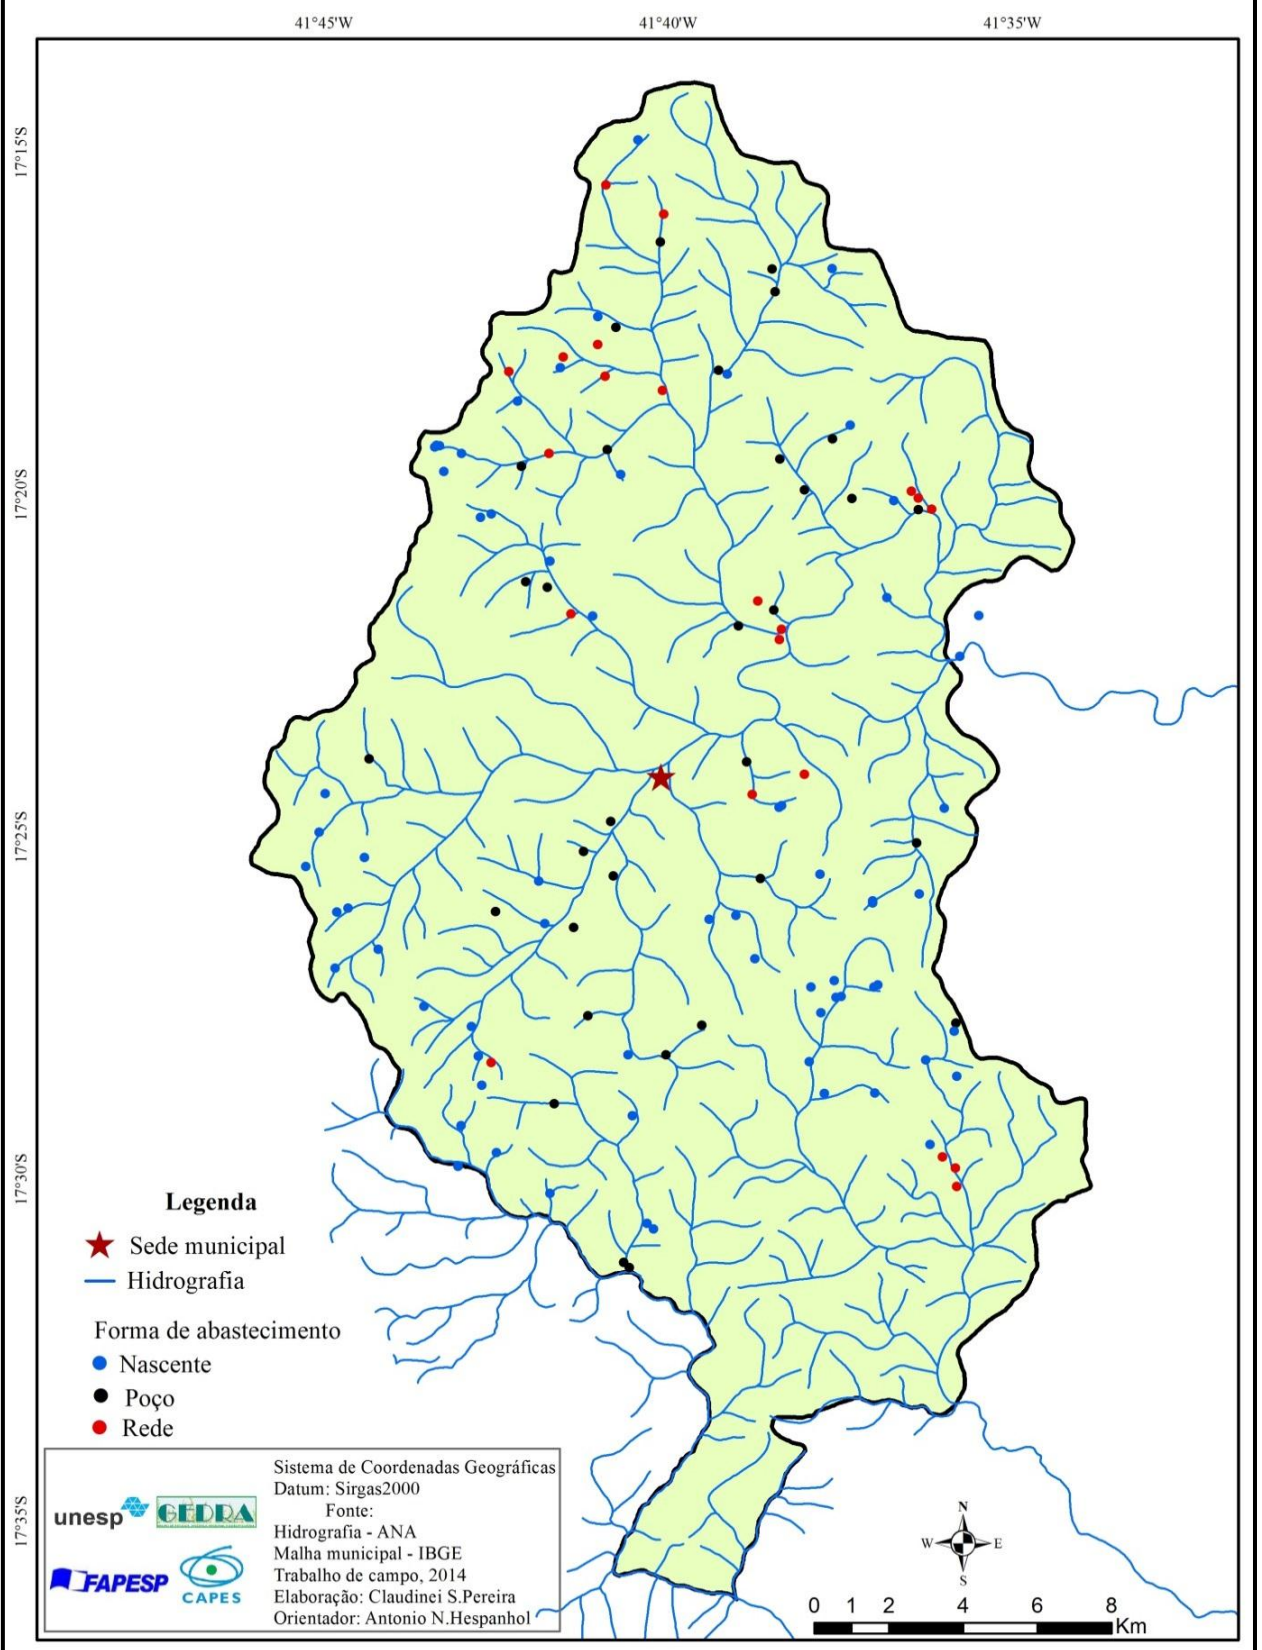 41°45'W 41°40'W 41°35'W
17°15'S
17°20'S
17°25'S
17°30'S
17°35'S
Legenda
Sede municipal
Hidrografia
Forma de abastecimento
Nascente
Poço
Rede
unesp GEDRA
FAPESP CAPES
Sistema de Coordenadas Geográficas
Datum: Sirgas2000
Fonte:
Hidrografia - ANA
Malha municipal - IBGE
Trabalho de campo, 2014
Elaboração: Claudinei S.Pereira
Orientador: Antonio N.Hespanhol
N
W E
S
0 1 2 4 6 8
Km